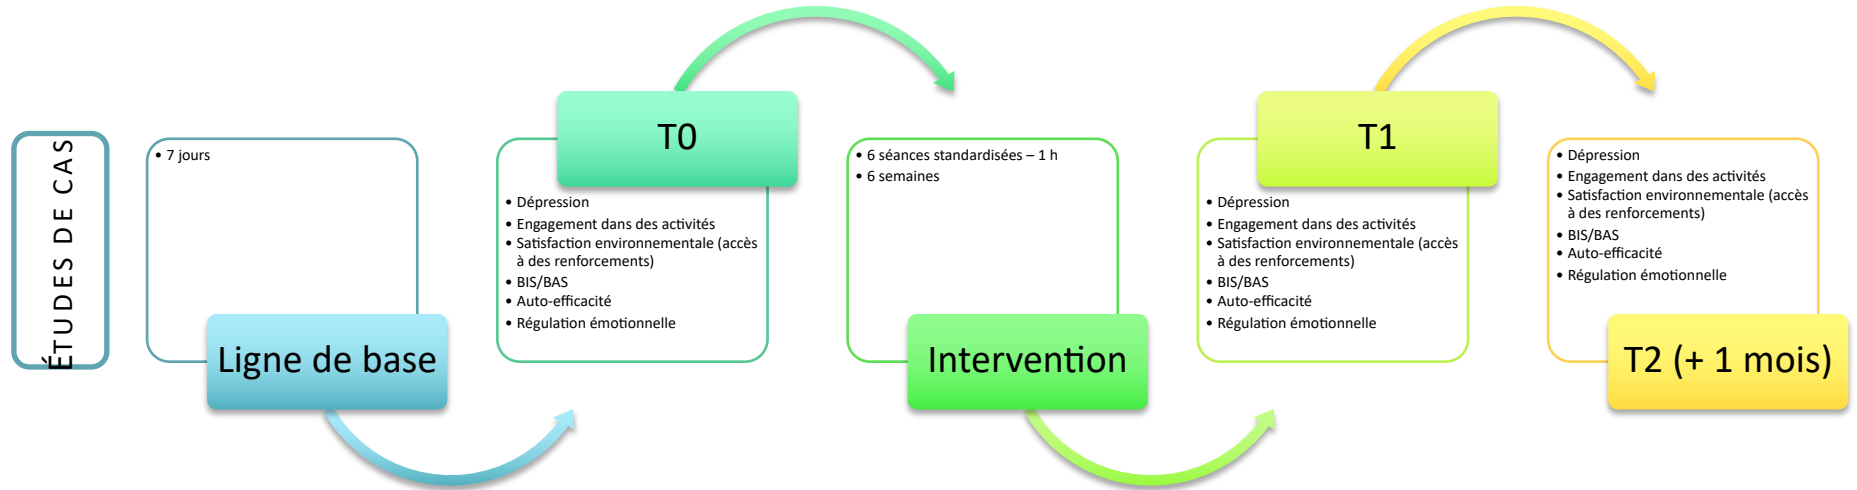 ÉTUDES DE CAS
• 7 jours
Ligne de base
T0
• Dépression
• Engagement dans des activités
• Satisfaction environnementale (accès
à des renforcements)
• BIS/BAS
• Auto-efficacité
• Régulation émotionnelle
• 6 séances standardisées – 1 h
• 6 semaines
Intervention
T1
• Dépression
• Engagement dans des activités
• Satisfaction environnementale (accès
à des renforcements)
• BIS/BAS
• Auto-efficacité
• Régulation émotionnelle
• Dépression
• Engagement dans des activités
• Satisfaction environnementale (accès
à des renforcements)
• BIS/BAS
• Auto-efficacité
• Régulation émotionnelle
T2 (+ 1 mois)